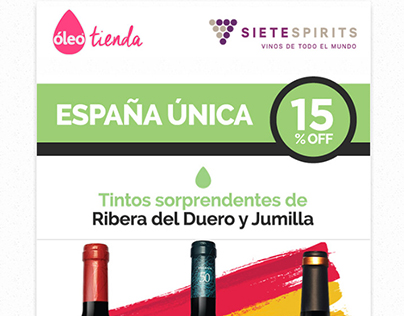 óleo tienda
SIETESPIRITS
VINOS DE TODO EL MUNDO
ESPAÑA ÚNICA
15
% OFF
Tintos sorprendentes de
Ribera del Duero y Jumilla
50